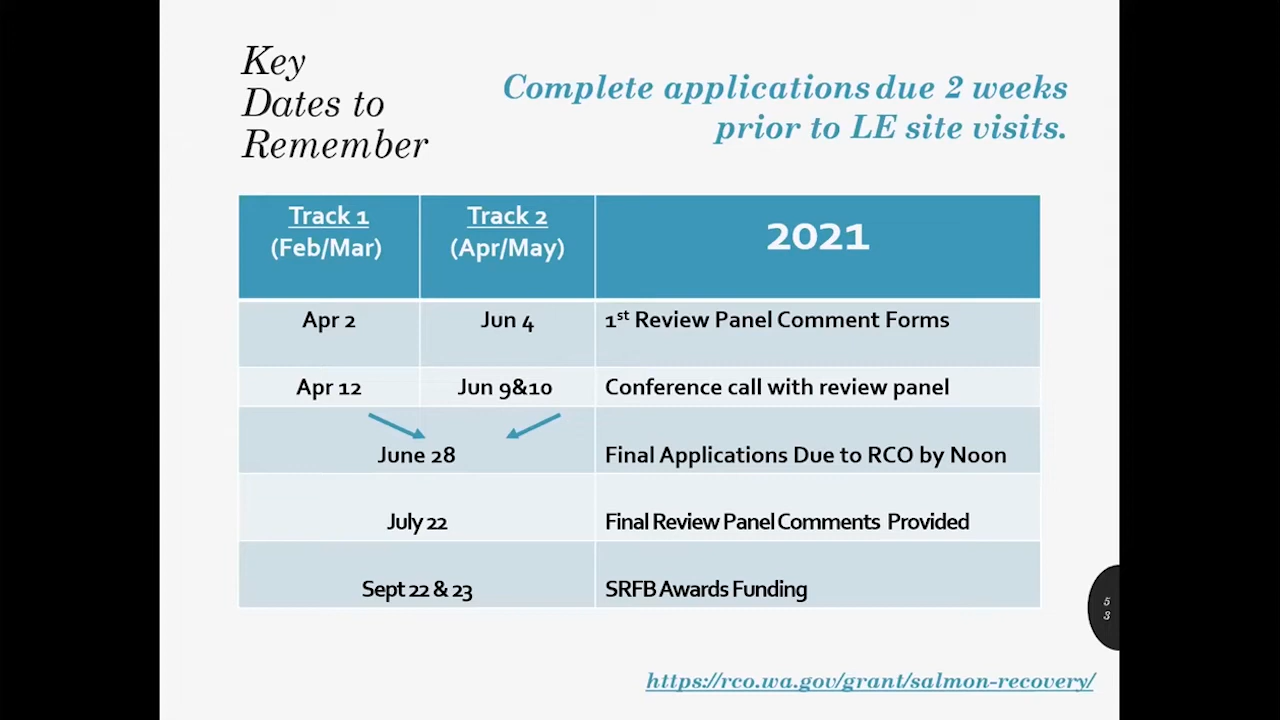 Key
Dates to
Remember
Complete applications due 2 weeks
prior to LE site visits.
Track 1
(Feb/Mar)
Track 2
(Apr/May)
2021
Apr 2
Jun 4
1st Review Panel Comment Forms
Apr 12
Jun 9&10
Conference call with review panel
June 28
Final Applications Due to RCO by Noon
July 22
Final Review Panel Comments Provided
Sept 22 & 23
SRFB Awards Funding
5
3
https://rco.wa.gov/grant/salmon-recovery/